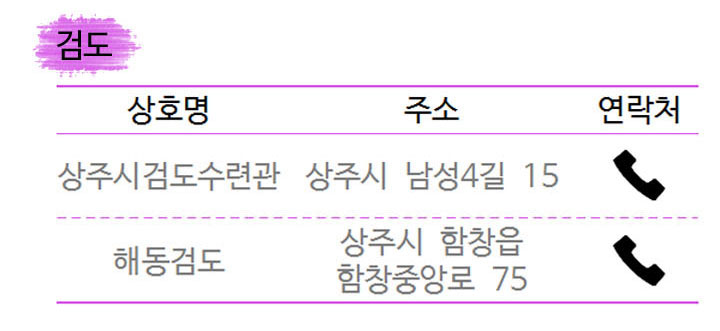 검도
상호명 주소 연락처
상주시검도수련관 상주시 남성4길 15
해동검도 상주시 함창읍
함창중앙로 75